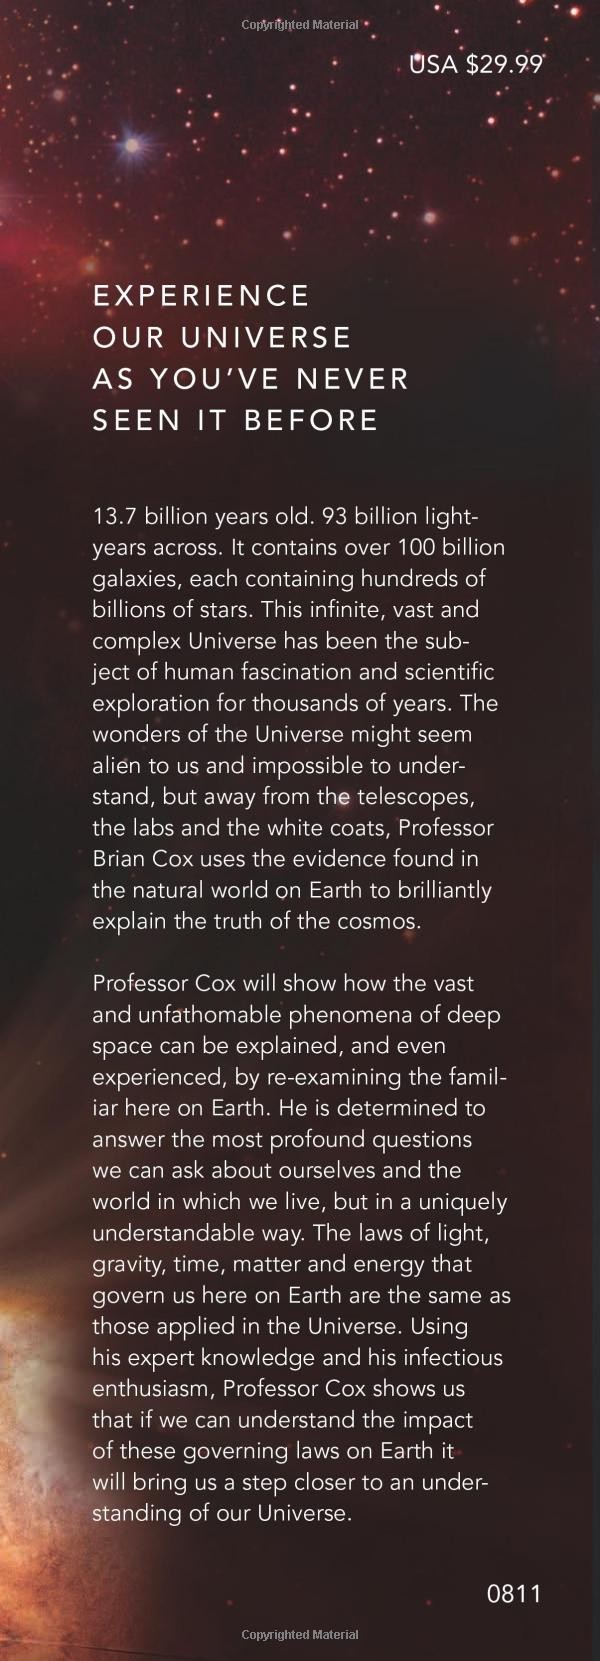 Copyrighted Material
USA $29.99
EXPERIENCE
OUR UNIVERSE
AS YOU'VE NEVER
SEEN IT BEFORE
13.7 billion years old. 93 billion light-
years across. It contains over 100 billion
galaxies, each containing hundreds of
billions of stars. This infinite, vast and
complex Universe has been the sub-
ject of human fascination and scientific
exploration for thousands of years. The
wonders of the Universe might seem
alien to us and impossible to under-
stand, but away from the telescopes,
the labs and the white coats, Professor
Brian Cox uses the evidence found in
the natural world on Earth to brilliantly
explain the truth of the cosmos.
Professor Cox will show how the vast
and unfathomable phenomena of deep
space can be explained, and even
experienced, by re-examining the famil-
iar here on Earth. He is determined to
answer the most profound questions
we can ask about ourselves and the
world in which we live, but in a uniquely
understandable way. The laws of light,
gravity, time, matter and energy that
govern us here on Earth are the same as
those applied in the Universe. Using
his expert knowledge and his infectious
enthusiasm, Professor Cox shows us
that if we can understand the impact
of these governing laws on Earth it
will bring us a step closer to an under-
standing of our Universe.
0811
Copyrighted Material